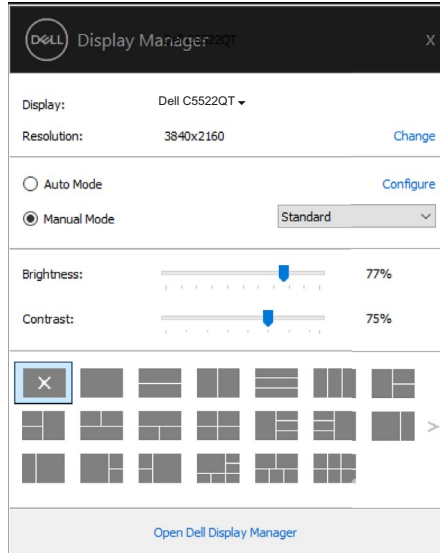 DELL
Display Manager
C5522QT
X
Display: Dell C5522QT
Resolution: 3840x2160 Change
Auto Mode Configure
Manual Mode Standard
Brightness: 77%
Contrast: 75%
Open Dell Display Manager